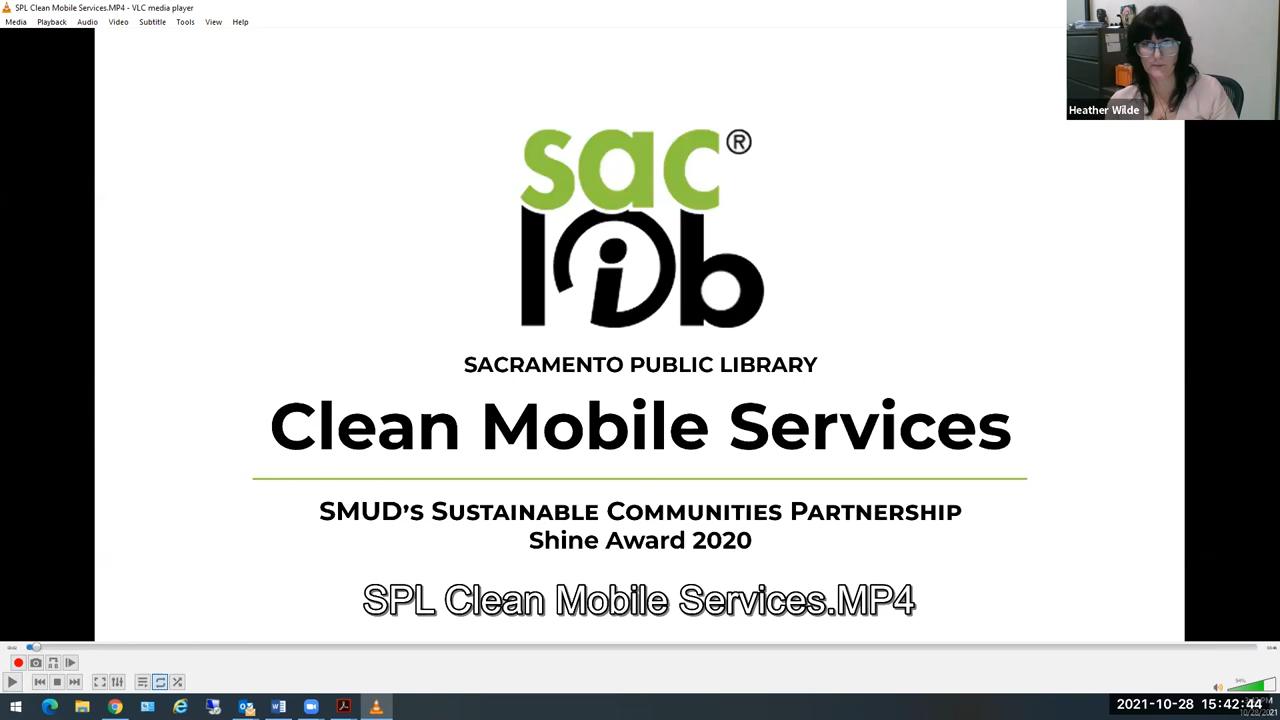 SPL Clean Mobile Services.MP4 - VLC media player
Media Playback Audio Video Subtitle Tools View Help
Heather Wilde
sac®
lib
SACRAMENTO PUBLIC LIBRARY
Clean Mobile Services
SMUD's Sustainable Communities Partnership
Shine Award 2020
SPL Clean Mobile Services.MP4
94%
2021-10-28 15:42:44